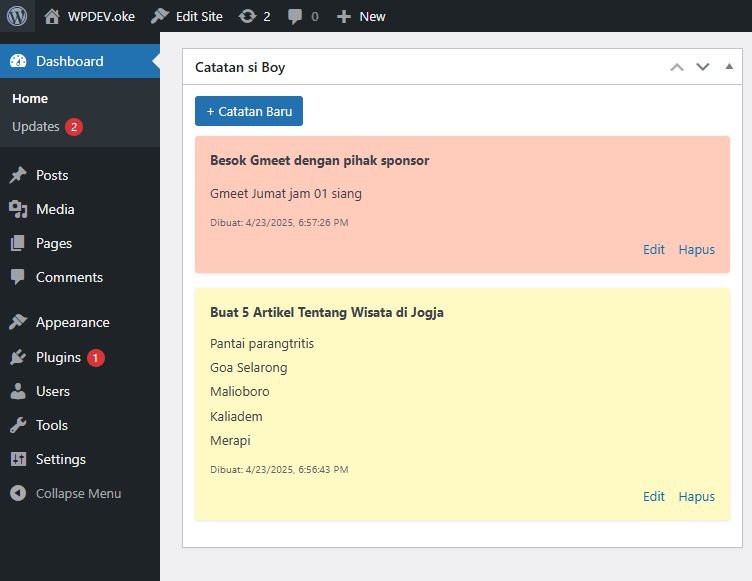 WPDEV.oke
Edit Site
2
0
New
Dashboard
Home
Updates 2
Posts
Media
Pages
Comments
Appearance
Plugins 1
Users
Tools
Settings
Collapse Menu
Catatan si Boy
+ Catatan Baru
Besok Gmeet dengan pihak sponsor
Gmeet Jumat jam 01 siang
Dibuat: 4/23/2025, 6:57:26 PM
Edit Hapus
Buat 5 Artikel Tentang Wisata di Jogja
Pantai parangtritis
Goa Selarong
Malioboro
Kaliadem
Merapi
Dibuat: 4/23/2025, 6:56:43 PM
Edit Hapus